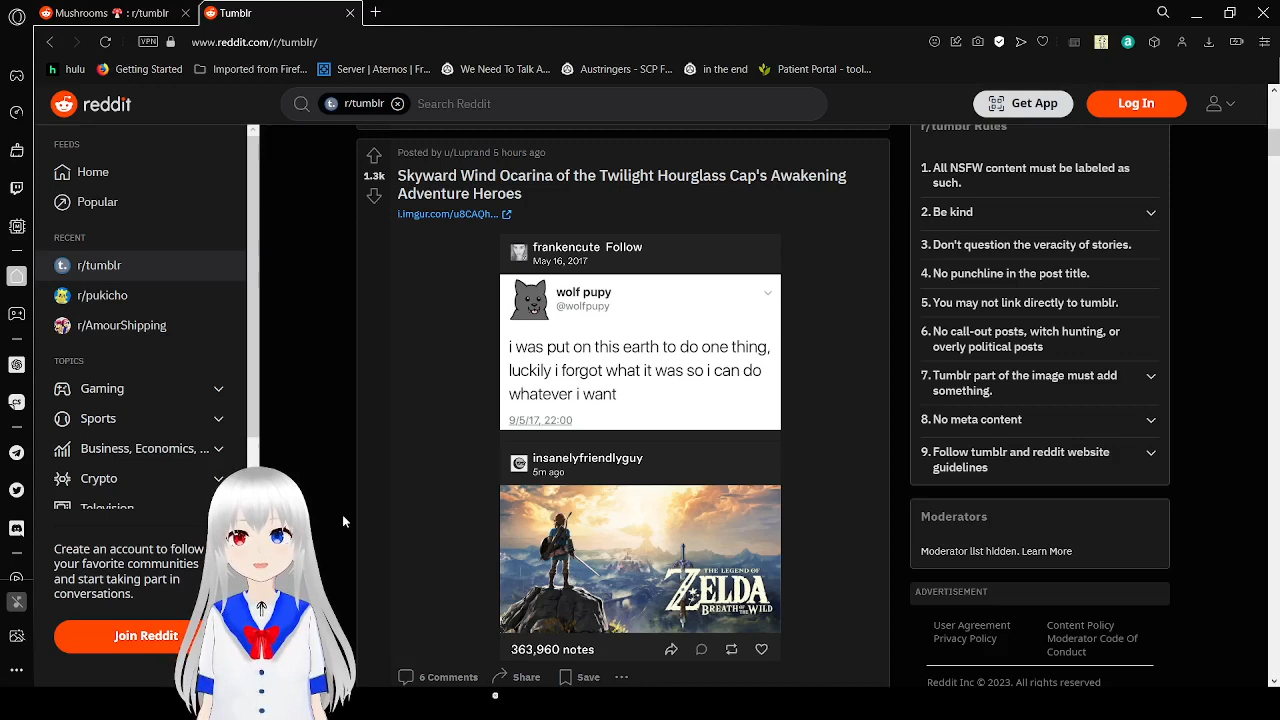 Mushrooms 🍄 : r/tumblr
Tumblr
VPN
www.reddit.com/r/tumblr/
hulu
Getting Started
Imported from Firef...
Server | Aternos | Fr...
We Need To Talk A...
Austringers - SCP F...
in the end
Patient Portal - tool...
reddit
r/tumblr
Search Reddit
Get App
Log In
FEEDS
Home
Popular
RECENT
r/tumblr
r/pukicho
r/AmourShipping
TOPICS
Gaming
Sports
Business, Economics, ...
Crypto
Television
Create an account to follow
your favorite communities
and start taking part in
conversations.
Join Reddit
Posted by u/Luprand 5 hours ago
1.3k
Skyward Wind Ocarina of the Twilight Hourglass Cap's Awakening
Adventure Heroes
i.imgur.com/u8CAQh...
frankencute Follow
May 16, 2017
wolf pupy
@wolfpupy
i was put on this earth to do one thing,
luckily i forgot what it was so i can do
whatever i want
9/5/17, 22:00
insanelyfriendlyguy
5m ago
THE LEGEND OF
ZELDA
BREATH OF THE WILD
363,960 notes
6 Comments
Share
Save
r/tumblr Rules
1. All NSFW content must be labeled as
such.
2. Be kind
3. Don't question the veracity of stories.
4. No punchline in the post title.
5. You may not link directly to tumblr.
6. No call-out posts, witch hunting, or
overly political posts
7. Tumblr part of the image must add
something.
8. No meta content
9. Follow tumblr and reddit website
guidelines
Moderators
Moderator list hidden. Learn More
ADVERTISEMENT
User Agreement
Privacy Policy
Content Policy
Moderator Code Of
Conduct
Reddit Inc © 2023. All rights reserved